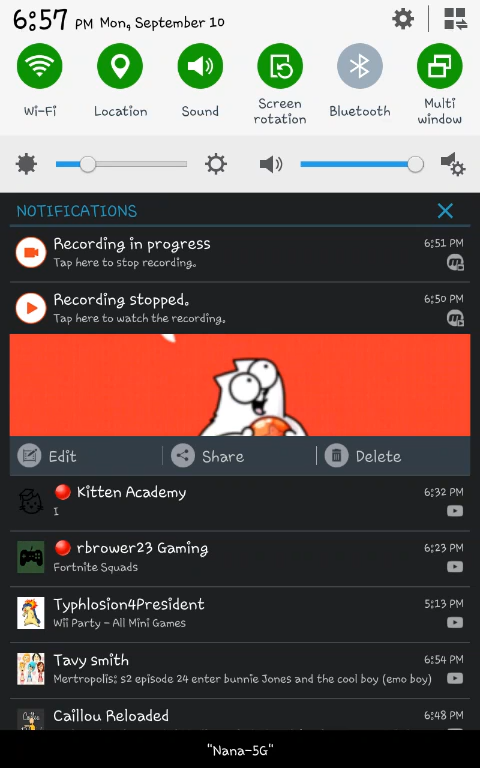 6:57 PM Mon, September 10
Wi-Fi
Location
Sound
Screen rotation
Bluetooth
Multi window
NOTIFICATIONS
Recording in progress 6:51 PM
Tap here to stop recording.
Recording stopped. 6:50 PM
Tap here to watch the recording.
Edit Share Delete
Kitten Academy 6:32 PM
I
rbrower23 Gaming 6:23 PM
Fortnite Squads
Typhlosion4President 5:13 PM
Wii Party - All Mini Games
Tavy smith 6:54 PM
Mertropolis: s2 episode 24 enter bunnie Jones and the cool boy (emo boy)
Caillou Reloaded 6:48 PM
"Nana-5G"